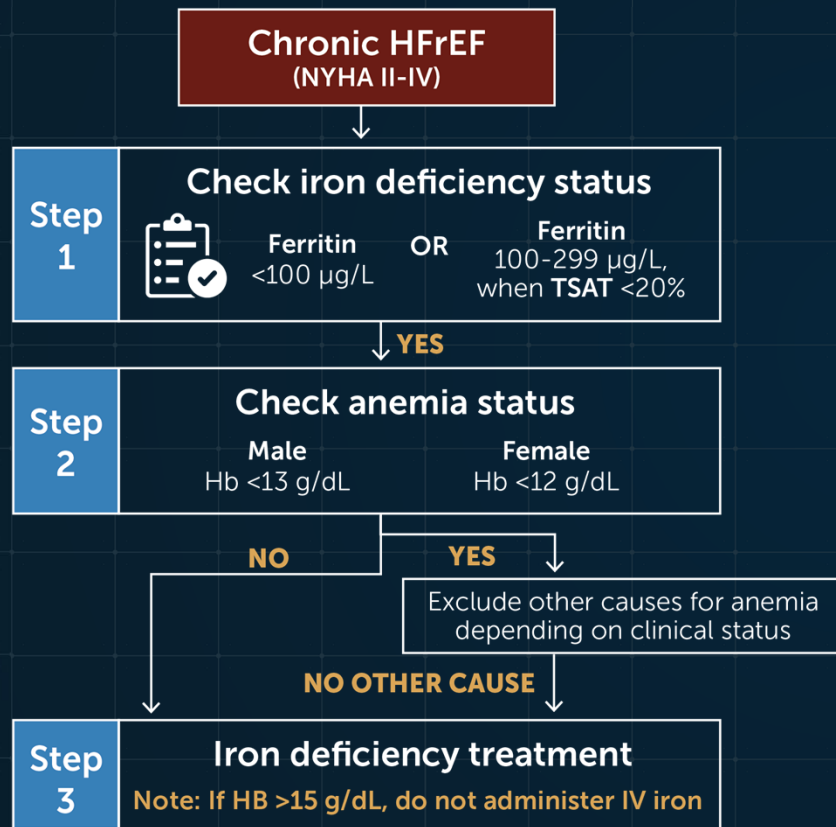 Chronic HFrEF
(NYHA II-IV)
Step
1
Check iron deficiency status
Ferritin
<100 µg/L
OR
Ferritin
100-299 µg/L,
when TSAT <20%
YES
Step
2
Check anemia status
Male
Hb <13 g/dL
Female
Hb <12 g/dL
NO
YES
Exclude other causes for anemia
depending on clinical status
NO OTHER CAUSE
Step
3
Iron deficiency treatment
Note: If HB >15 g/dL, do not administer IV iron